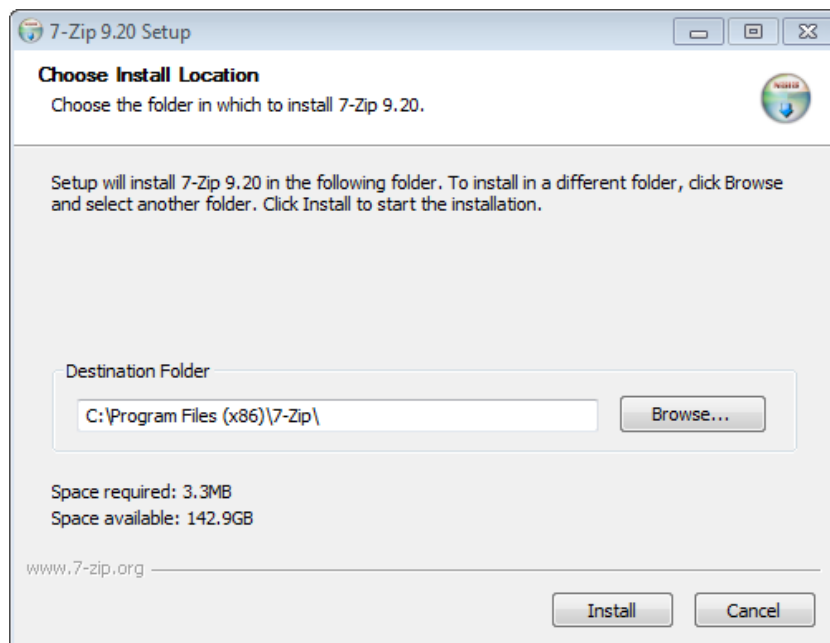 7-Zip 9.20 Setup
Choose Install Location
Choose the folder in which to install 7-Zip 9.20.
Setup will install 7-Zip 9.20 in the following folder. To install in a different folder, click Browse
and select another folder. Click Install to start the installation.
Destination Folder
C:\Program Files (x86)\7-Zip\
Browse...
Space required: 3.3MB
Space available: 142.9GB
www.7-zip.org
Install
Cancel